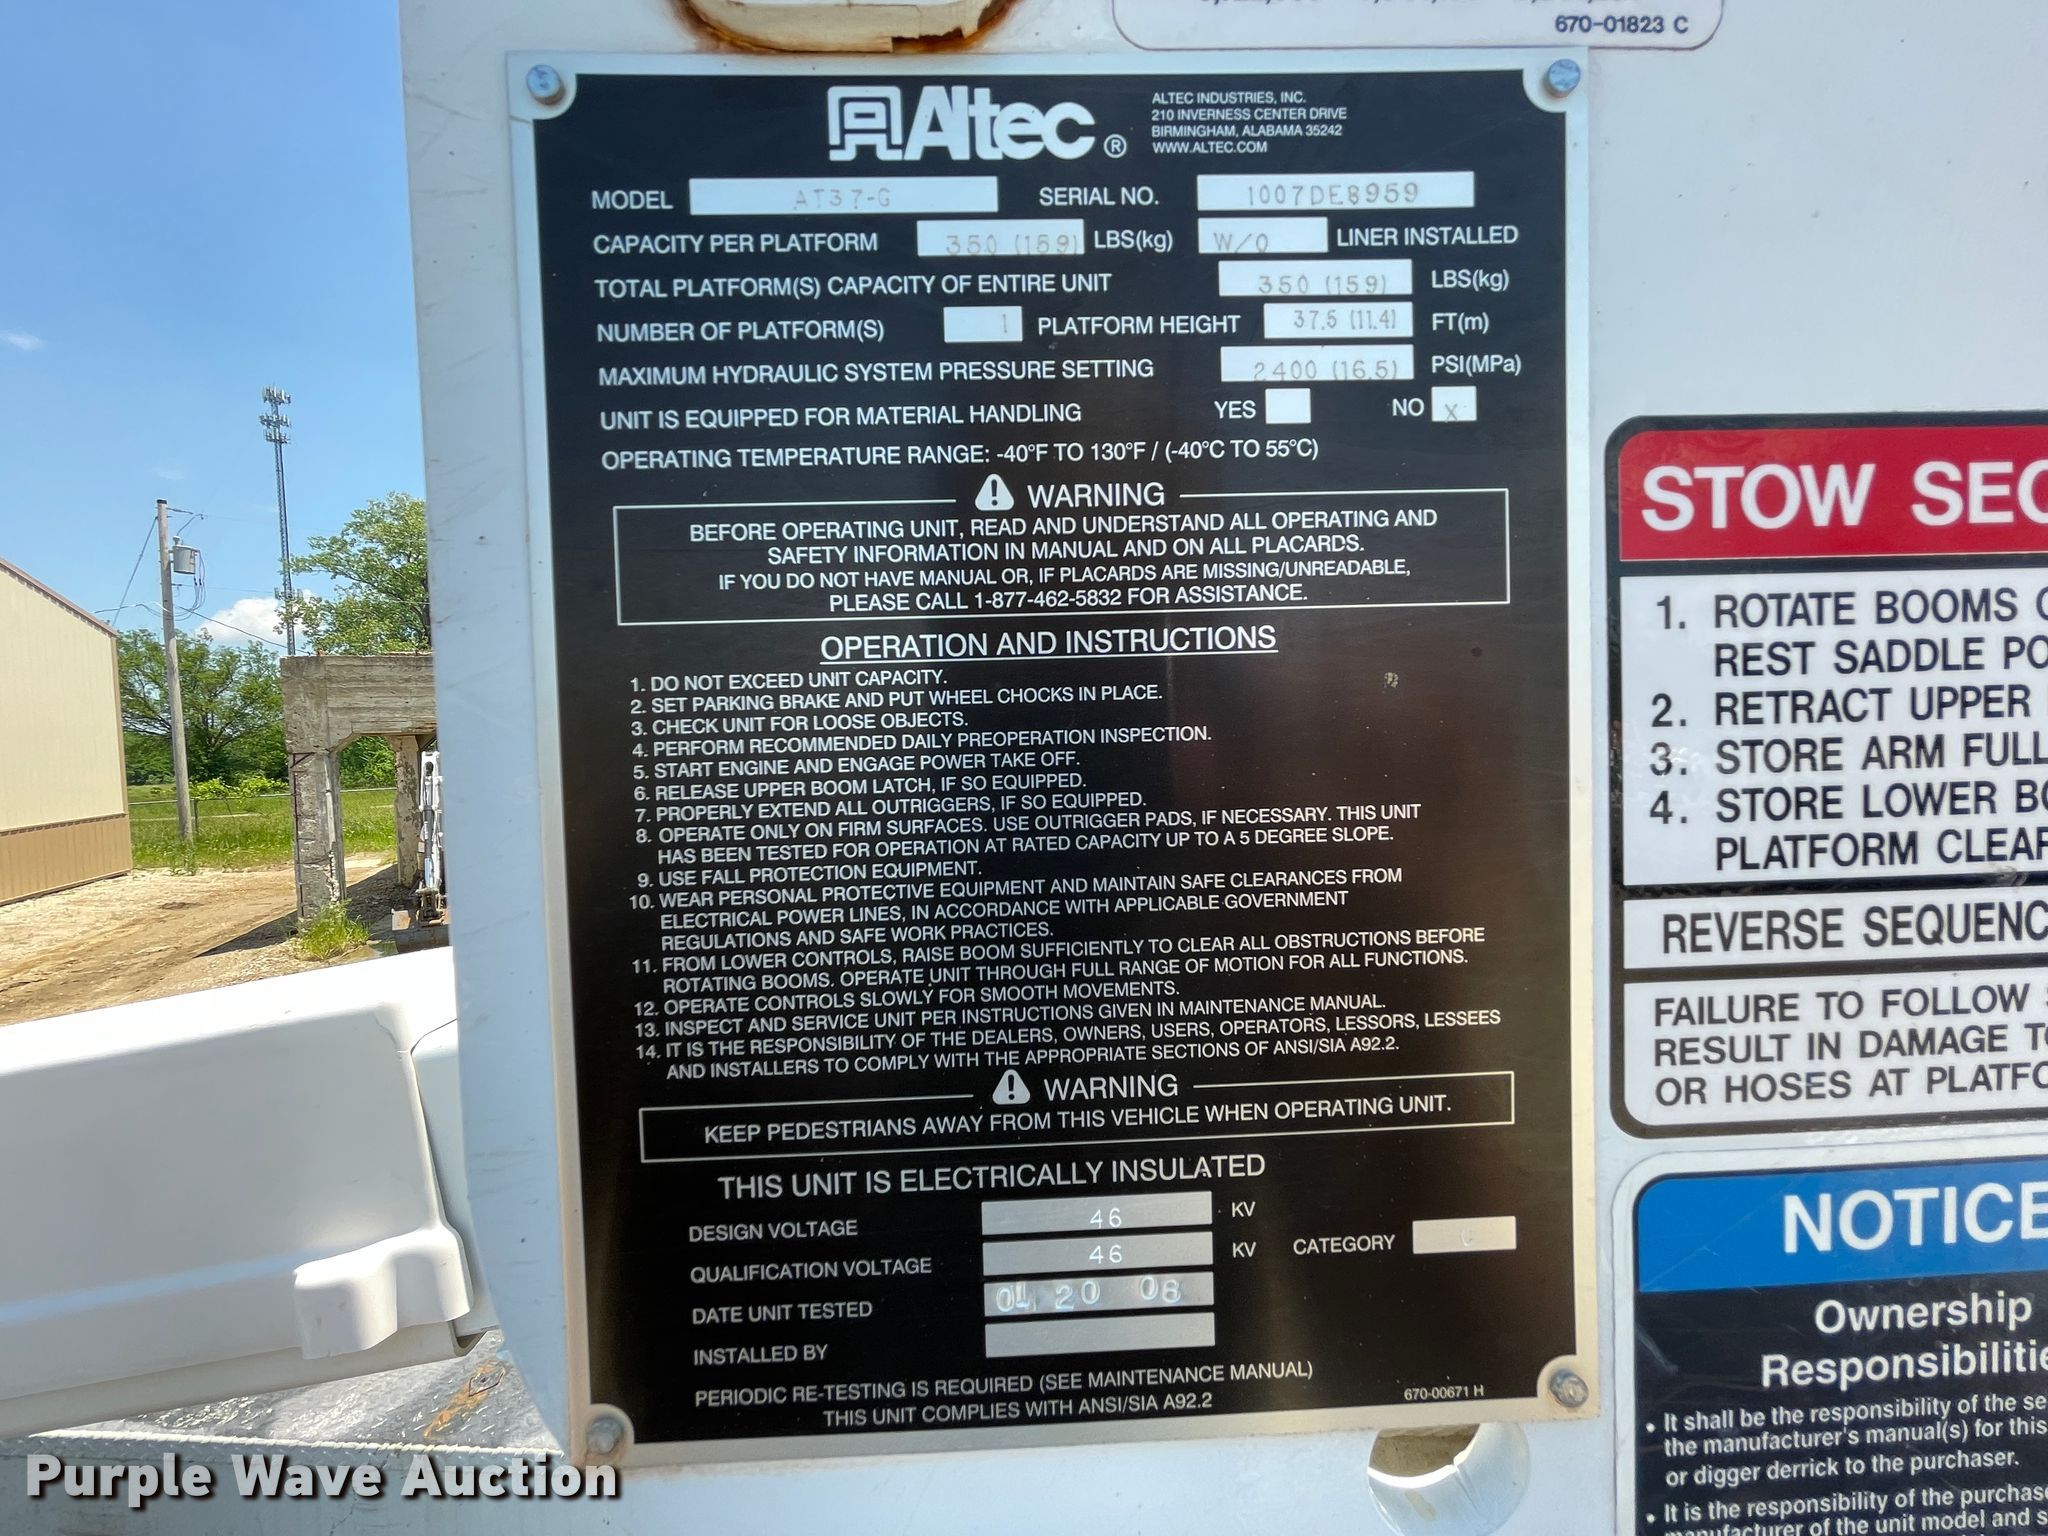 670-01823 C
Altec ®
ALTEC INDUSTRIES, INC.
210 INVERNESS CENTER DRIVE
BIRMINGHAM, ALABAMA 35242
WWW.ALTEC.COM
MODEL AT37-G SERIAL NO. 1007DE8959
CAPACITY PER PLATFORM 350 (159) LBS(kg) W/O LINER INSTALLED
TOTAL PLATFORM(S) CAPACITY OF ENTIRE UNIT 350 (159) LBS(kg)
NUMBER OF PLATFORM(S) 1 PLATFORM HEIGHT 37.5 (11.4) FT(m)
MAXIMUM HYDRAULIC SYSTEM PRESSURE SETTING 2400 (16.5) PSI(MPa)
UNIT IS EQUIPPED FOR MATERIAL HANDLING YES NO X
OPERATING TEMPERATURE RANGE: -40°F TO 130°F / (-40°C TO 55°C)
WARNING
BEFORE OPERATING UNIT, READ AND UNDERSTAND ALL OPERATING AND
SAFETY INFORMATION IN MANUAL AND ON ALL PLACARDS.
IF YOU DO NOT HAVE MANUAL OR, IF PLACARDS ARE MISSING/UNREADABLE,
PLEASE CALL 1-877-462-5832 FOR ASSISTANCE.
OPERATION AND INSTRUCTIONS
1. DO NOT EXCEED UNIT CAPACITY.
2. SET PARKING BRAKE AND PUT WHEEL CHOCKS IN PLACE.
3. CHECK UNIT FOR LOOSE OBJECTS.
4. PERFORM RECOMMENDED DAILY PREOPERATION INSPECTION.
5. START ENGINE AND ENGAGE POWER TAKE OFF.
6. RELEASE UPPER BOOM LATCH, IF SO EQUIPPED.
7. PROPERLY EXTEND ALL OUTRIGGERS, IF SO EQUIPPED.
8. OPERATE ONLY ON FIRM SURFACES. USE OUTRIGGER PADS, IF NECESSARY. THIS UNIT
HAS BEEN TESTED FOR OPERATION AT RATED CAPACITY UP TO A 5 DEGREE SLOPE.
9. USE FALL PROTECTION EQUIPMENT.
10. WEAR PERSONAL PROTECTIVE EQUIPMENT AND MAINTAIN SAFE CLEARANCES FROM
ELECTRICAL POWER LINES, IN ACCORDANCE WITH APPLICABLE GOVERNMENT
REGULATIONS AND SAFE WORK PRACTICES.
11. FROM LOWER CONTROLS, RAISE BOOM SUFFICIENTLY TO CLEAR ALL OBSTRUCTIONS BEFORE
ROTATING BOOMS. OPERATE UNIT THROUGH FULL RANGE OF MOTION FOR ALL FUNCTIONS.
12. OPERATE CONTROLS SLOWLY FOR SMOOTH MOVEMENTS.
13. INSPECT AND SERVICE UNIT PER INSTRUCTIONS GIVEN IN MAINTENANCE MANUAL.
14. IT IS THE RESPONSIBILITY OF THE DEALERS, OWNERS, USERS, OPERATORS, LESSORS, LESSEES
AND INSTALLERS TO COMPLY WITH THE APPROPRIATE SECTIONS OF ANSI/SIA A92.2.
WARNING
KEEP PEDESTRIANS AWAY FROM THIS VEHICLE WHEN OPERATING UNIT.
THIS UNIT IS ELECTRICALLY INSULATED
DESIGN VOLTAGE 46 KV
QUALIFICATION VOLTAGE 46 KV CATEGORY C
DATE UNIT TESTED 20 08
INSTALLED BY
PERIODIC RE-TESTING IS REQUIRED (SEE MAINTENANCE MANUAL)
THIS UNIT COMPLIES WITH ANSI/SIA A92.2
670-00671 H
STOW SEC
1. ROTATE BOOMS
REST SADDLE PO
2. RETRACT UPPER
3. STORE ARM FULL
4. STORE LOWER BO
PLATFORM CLEAR
REVERSE SEQUENC
FAILURE TO FOLLOW
RESULT IN DAMAGE TO
OR HOSES AT PLATFO
NOTICE
Ownership
Responsibilitie
• It shall be the responsibility of the se
the manufacturer's manual(s) for this
or digger derrick to the purchaser.
• It is the responsibility of the purchase
manufacturer of the unit model and s
Purple Wave Auction